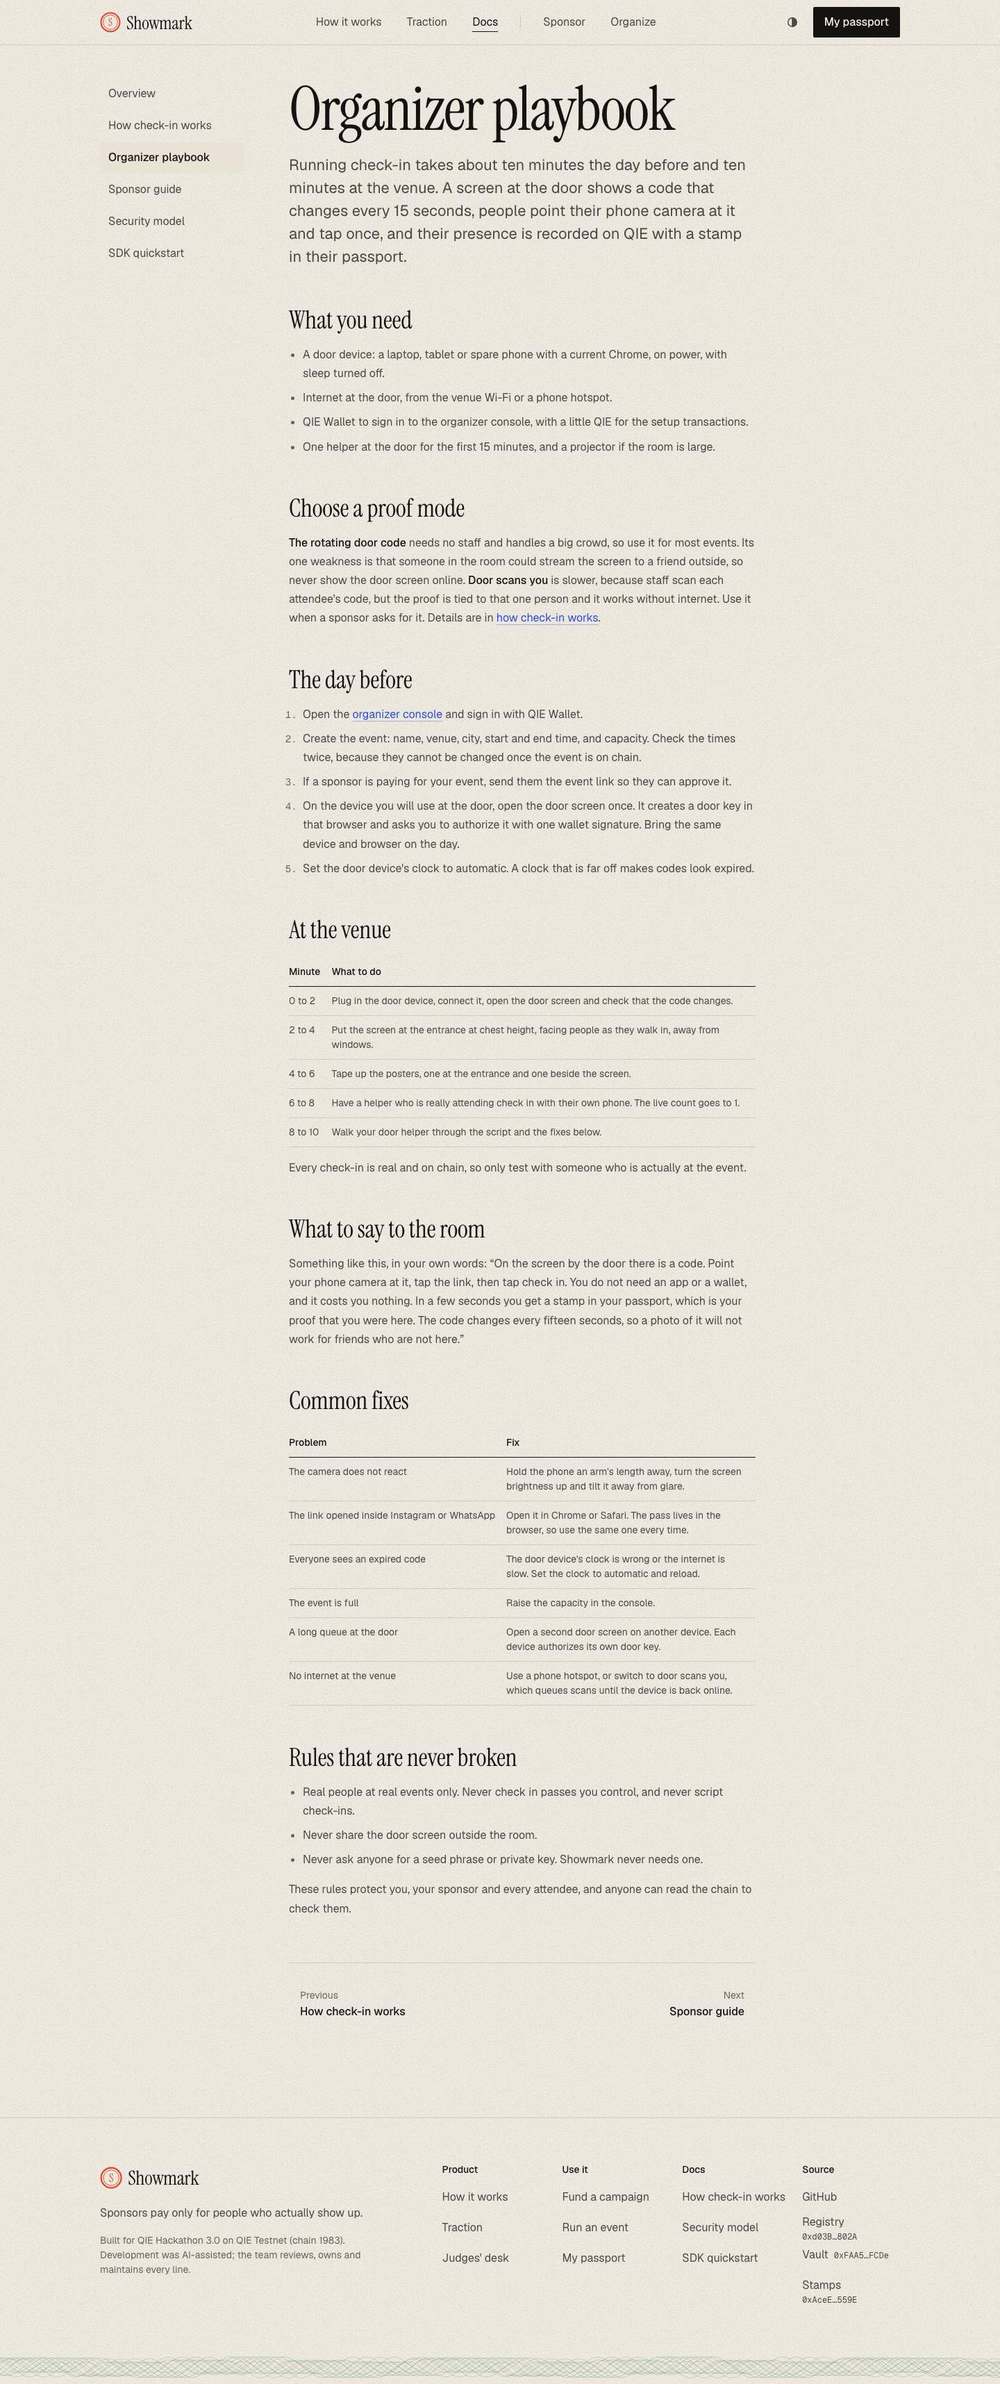 Showmark
How it works
Traction
Docs
Sponsor
Organize
My passport
Overview
How check-in works
Organizer playbook
Sponsor guide
Security model
SDK quickstart
Organizer playbook
Running check-in takes about ten minutes the day before and ten
minutes at the venue. A screen at the door shows a code that
changes every 15 seconds, people point their phone camera at it
and tap once, and their presence is recorded on QIE with a stamp
in their passport.
What you need
• A door device: a laptop, tablet or spare phone with a current Chrome, on power, with
sleep turned off.
• Internet at the door, from the venue Wi-Fi or a phone hotspot.
• QIE Wallet to sign in to the organizer console, with a little QIE for the setup transactions.
• One helper at the door for the first 15 minutes, and a projector if the room is large.
Choose a proof mode
The rotating door code needs no staff and handles a big crowd, so use it for most events. Its
one weakness is that someone in the room could stream the screen to a friend outside, so
never show the door screen online. Door scans you is slower, because staff scan each
attendee's code, but the proof is tied to that one person and it works without internet. Use it
when a sponsor asks for it. Details are in how check-in works.
The day before
1. Open the organizer console and sign in with QIE Wallet.
2. Create the event: name, venue, city, start and end time, and capacity. Check the times
twice, because they cannot be changed once the event is on chain.
3. If a sponsor is paying for your event, send them the event link so they can approve it.
4. On the device you will use at the door, open the door screen once. It creates a door key in
that browser and asks you to authorize it with one wallet signature. Bring the same
device and browser on the day.
5. Set the door device's clock to automatic. A clock that is far off makes codes look expired.
At the venue
Minute What to do
0 to 2 Plug in the door device, connect it, open the door screen and check that the code changes.
2 to 4 Put the screen at the entrance at chest height, facing people as they walk in, away from
windows.
4 to 6 Tape up the posters, one at the entrance and one beside the screen.
6 to 8 Have a helper who is really attending check in with their own phone. The live count goes to 1.
8 to 10 Walk your door helper through the script and the fixes below.
Every check-in is real and on chain, so only test with someone who is actually at the event.
What to say to the room
Something like this, in your own words: “On the screen by the door there is a code. Point
your phone camera at it, tap the link, then tap check in. You do not need an app or a wallet,
and it costs you nothing. In a few seconds you get a stamp in your passport, which is your
proof that you were here. The code changes every fifteen seconds, so a photo of it will not
work for friends who are not here.”
Common fixes
Problem Fix
The camera does not react Hold the phone an arm's length away, turn the screen
brightness up and tilt it away from glare.
The link opened inside Instagram or WhatsApp Open it in Chrome or Safari. The pass lives in the
browser, so use the same one every time.
Everyone sees an expired code The door device's clock is wrong or the internet is
slow. Set the clock to automatic and reload.
The event is full Raise the capacity in the console.
A long queue at the door Open a second door screen on another device. Each
device authorizes its own door key.
No internet at the venue Use a phone hotspot, or switch to door scans you,
which queues scans until the device is back online.
Rules that are never broken
• Real people at real events only. Never check in passes you control, and never script
check-ins.
• Never share the door screen outside the room.
• Never ask anyone for a seed phrase or private key. Showmark never needs one.
These rules protect you, your sponsor and every attendee, and anyone can read the chain to
check them.
Previous
How check-in works
Next
Sponsor guide
Showmark
Sponsors pay only for people who actually show up.
Built for QIE Hackathon 3.0 on QIE Testnet (chain 1983).
Development was AI-assisted; the team reviews, owns and
maintains every line.
Product
How it works
Traction
Judges' desk
Use it
Fund a campaign
Run an event
My passport
Docs
How check-in works
Security model
SDK quickstart
Source
GitHub
Registry
0xd03B…802A
Vault 0xFAA5…FCDe
Stamps
0xAceE…559E